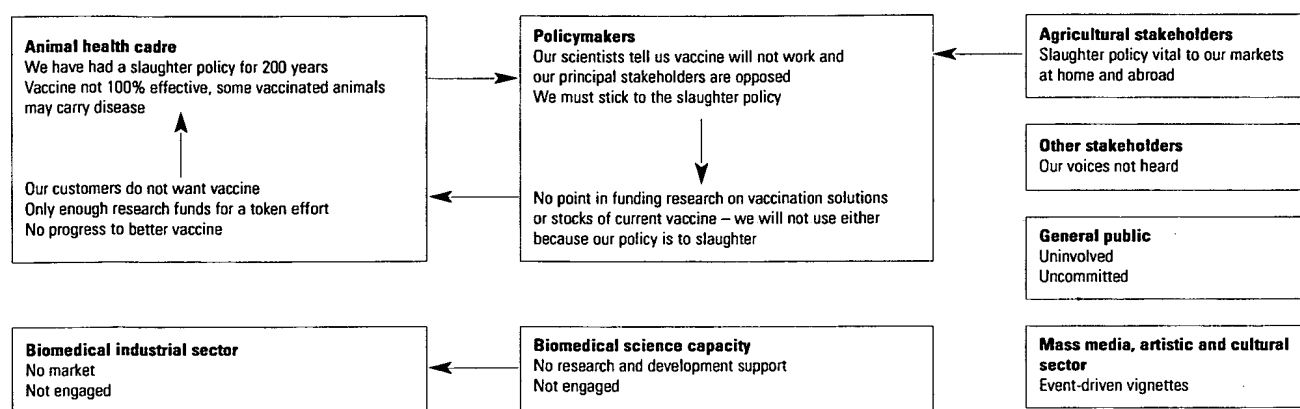 Animal health cadre
We have had a slaughter policy for 200 years
Vaccine not 100% effective, some vaccinated animals
may carry disease
Our customers do not want vaccine
Only enough research funds for a token effort
No progress to better vaccine
Policymakers
Our scientists tell us vaccine will not work and
our principal stakeholders are opposed
We must stick to the slaughter policy
No point in funding research on vaccination solutions
or stocks of current vaccine – we will not use either
because our policy is to slaughter
Agricultural stakeholders
Slaughter policy vital to our markets
at home and abroad
Other stakeholders
Our voices not heard
General public
Uninvolved
Uncommitted
Biomedical industrial sector
No market
Not engaged
Biomedical science capacity
No research and development support
Not engaged
Mass media, artistic and cultural
sector
Event-driven vignettes